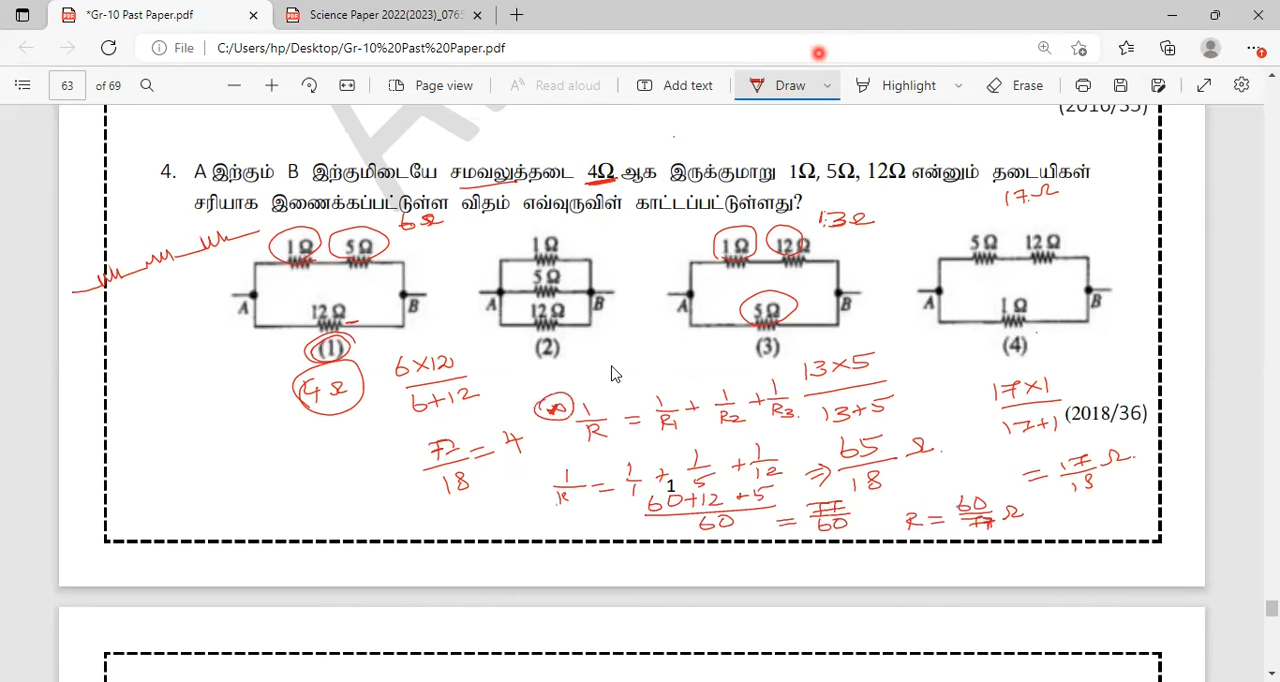 *Gr-10 Past Paper.pdf
Science Paper 2022(2023)_0765
File
C:/Users/hp/Desktop/Gr-10%20Past%20Paper.pdf
63 of 69
Page view
Read aloud
Add text
Draw
Highlight
Erase
(2016/35)
4. A இற்கும் B இற்குமிடையே சமவலுத்தடை 4Ω ஆக இருக்குமாறு 1Ω, 5Ω, 12Ω என்னும் தடையிகள்
17Ω
சரியாக இணைக்கப்பட்டுள்ள விதம் எவ்வுருவில் காட்டப்பட்டுள்ளது?
6Ω
13Ω
1Ω 5Ω
12Ω
A B
(1)
1Ω
5Ω
12Ω
A B
(2)
1Ω 12Ω
5Ω
A B
(3)
5Ω 12Ω
1Ω
A B
(4)
4Ω
6×12
6+12
72/18 = 4
1/R = 1/R1 + 1/R2 + 1/R3.
1/R = 1/1 + 1/5 + 1/12
1
60+12+5
60
= 77/60
R = 60/77 Ω
13×5
13+5
⇒ 65/18 Ω.
17×1
17+1
(2018/36)
= 17/18 Ω.